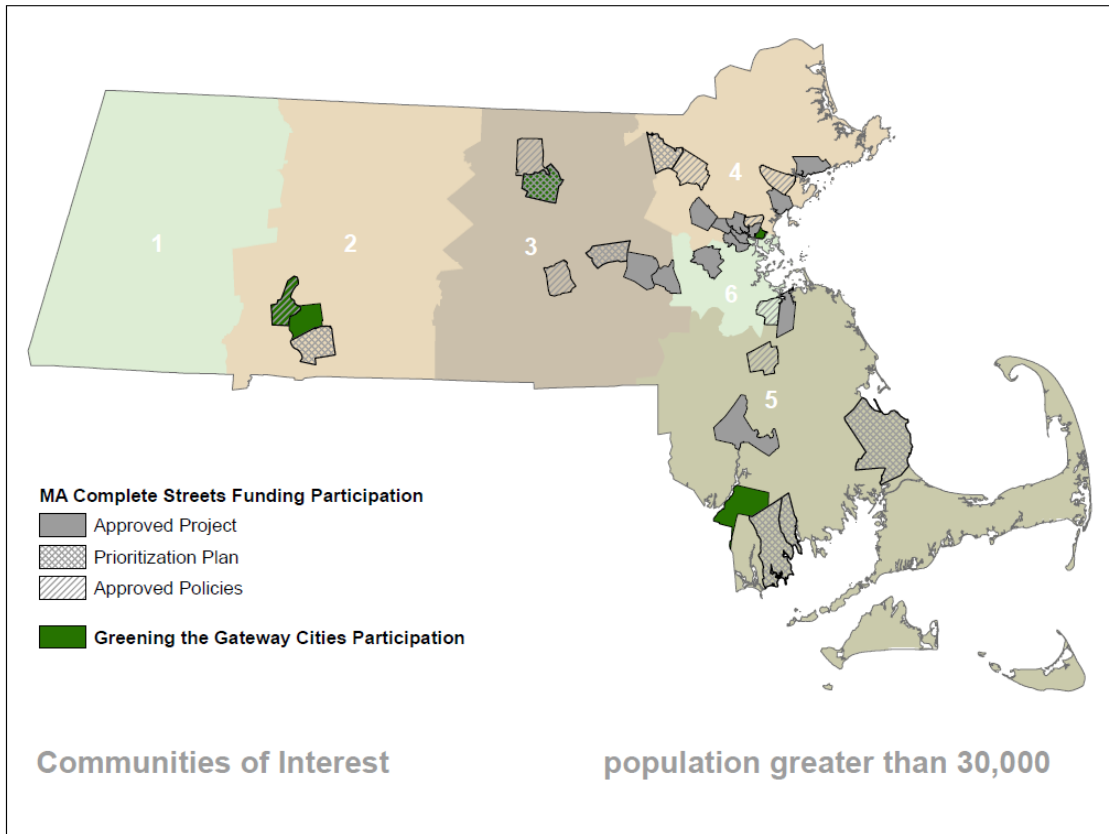 1
2
3
4
5
6
MA Complete Streets Funding Participation
Approved Project
Prioritization Plan
Approved Policies
Greening the Gateway Cities Participation
Communities of Interest
population greater than 30,000